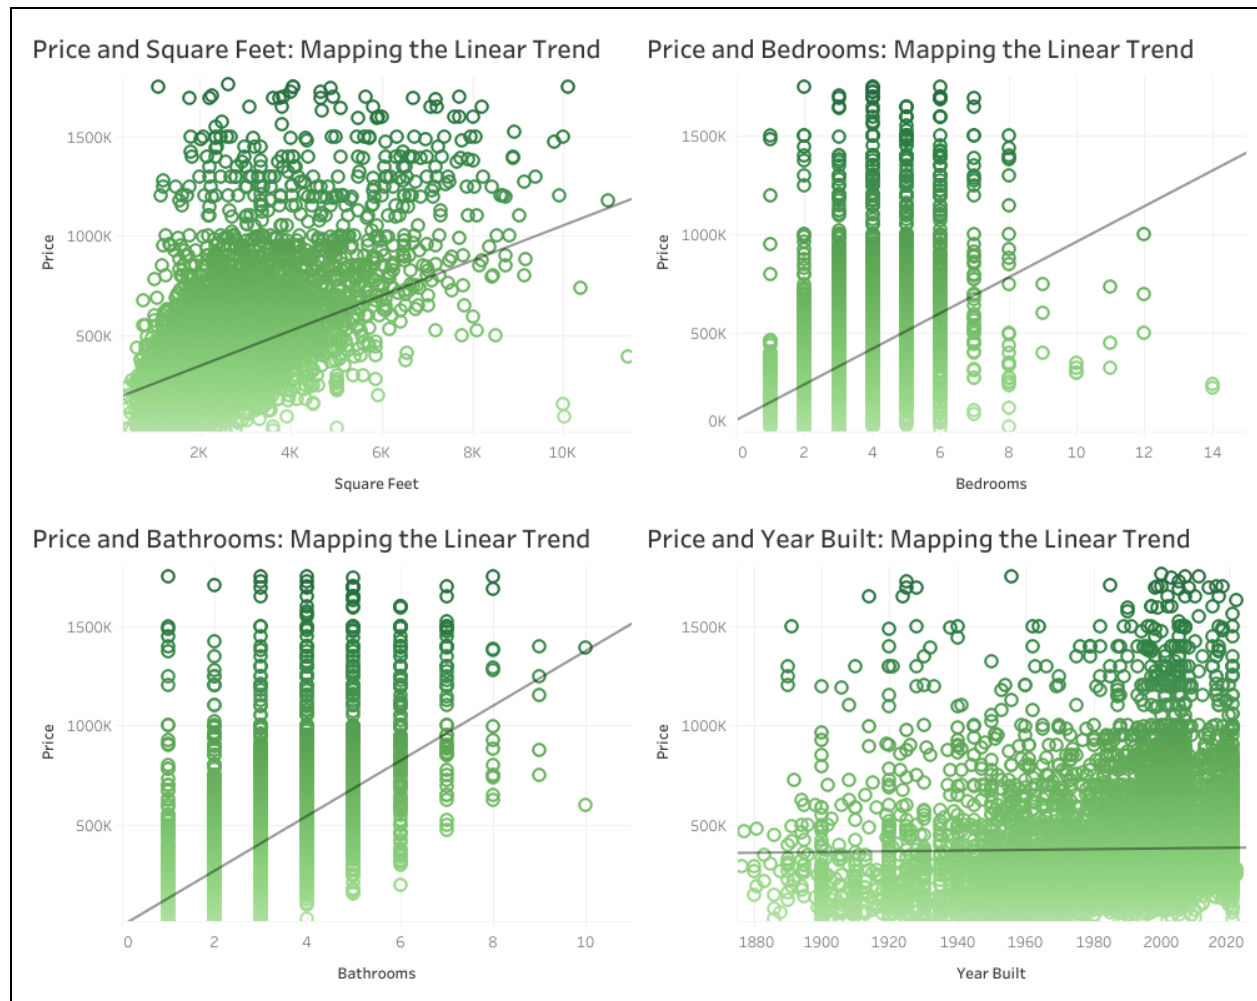 Price and Square Feet: Mapping the Linear Trend
1500K
1000K
500K
Price
2K 4K 6K 8K 10K
Square Feet
Price and Bedrooms: Mapping the Linear Trend
1500K
1000K
500K
0K
Price
0 2 4 6 8 10 12 14
Bedrooms
Price and Bathrooms: Mapping the Linear Trend
1500K
1000K
500K
Price
0 2 4 6 8 10
Bathrooms
Price and Year Built: Mapping the Linear Trend
1500K
1000K
500K
Price
1880 1900 1920 1940 1960 1980 2000 2020
Year Built